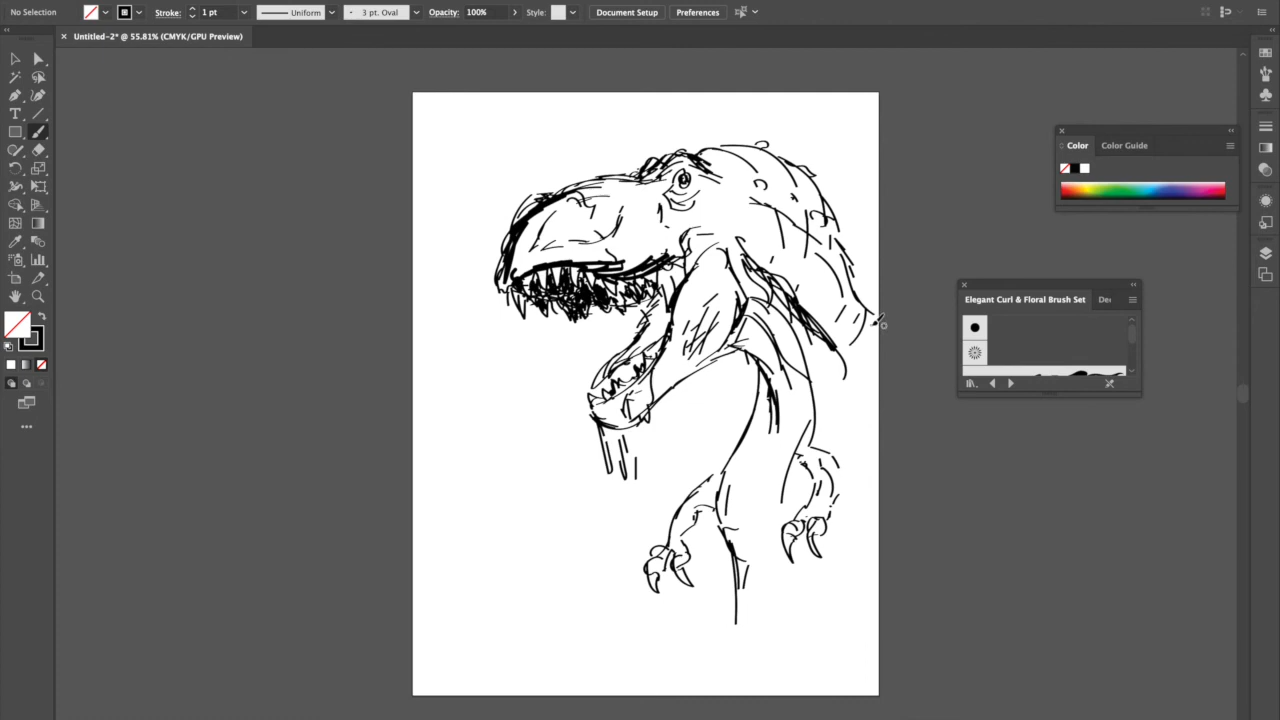 No Selection Stroke: 1 pt Uniform 3 pt. Oval Opacity: 100% Style: Document Setup Preferences
Untitled-2* @ 55.81% (CMYK/GPU Preview)
Color Color Guide
Elegant Curl & Floral Brush Set De